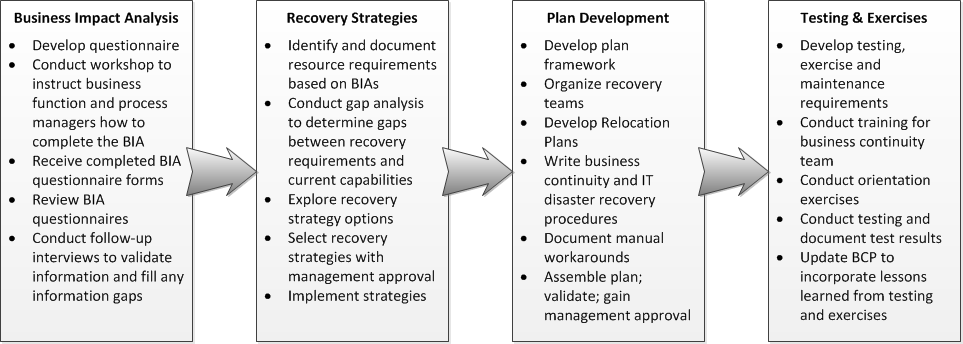 Business Impact Analysis
• Develop questionnaire
• Conduct workshop to
instruct business
function and process
managers how to
complete the BIA
• Receive completed BIA
questionnaire forms
• Review BIA
questionnaires
• Conduct follow-up
interviews to validate
information and fill any
information gaps
Recovery Strategies
• Identify and document
resource requirements
based on BIAs
• Conduct gap analysis
to determine gaps
between recovery
requirements and
current capabilities
• Explore recovery
strategy options
• Select recovery
strategies with
management approval
• Implement strategies
Plan Development
• Develop plan
framework
• Organize recovery
teams
• Develop Relocation
Plans
• Write business
continuity and IT
disaster recovery
procedures
• Document manual
workarounds
• Assemble plan;
validate; gain
management approval
Testing & Exercises
• Develop testing,
exercise and
maintenance
requirements
• Conduct training for
business continuity
team
• Conduct orientation
exercises
• Conduct testing and
document test results
• Update BCP to
incorporate lessons
learned from testing
and exercises